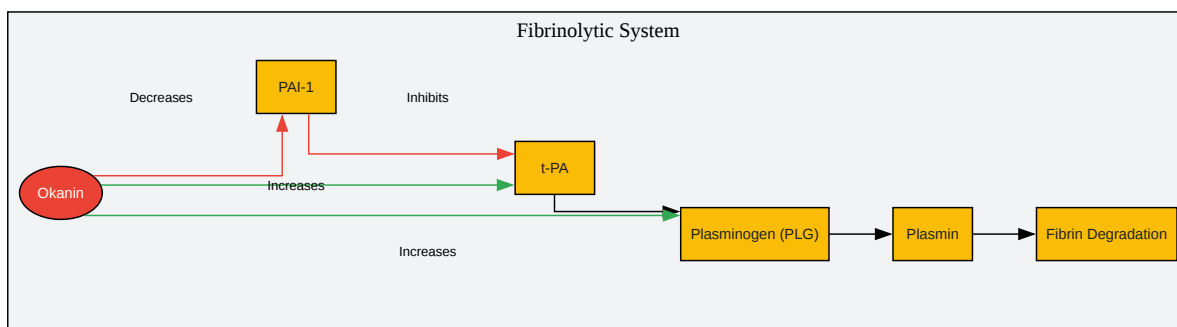 Fibrinolytic System
PAI-1
Decreases
Inhibits
t-PA
Okanin
Increases
Plasminogen (PLG)
Plasmin
Fibrin Degradation
Increases